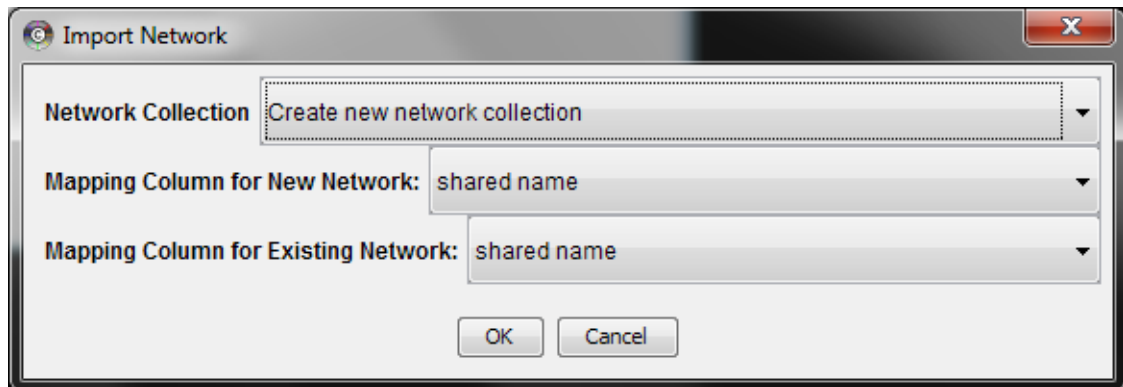 Import Network
Network Collection Create new network collection
Mapping Column for New Network: shared name
Mapping Column for Existing Network: shared name
OK Cancel